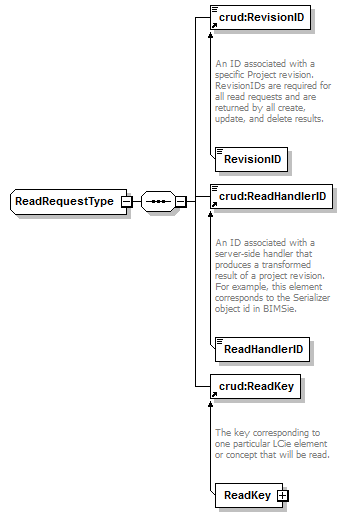 crud:RevisionID
An ID associated with a
specific Project revision.
RevisionIDs are required for
all read requests and are
returned by all create,
update, and delete results.
RevisionID
ReadRequestType
crud:ReadHandlerID
An ID associated with a
server-side handler that
produces a transformed
result of a project revision.
For example, this element
corresponds to the Serializer
object id in BIMSie.
ReadHandlerID
crud:ReadKey
The key corresponding to
one particular LCie element
or concept that will be read.
ReadKey